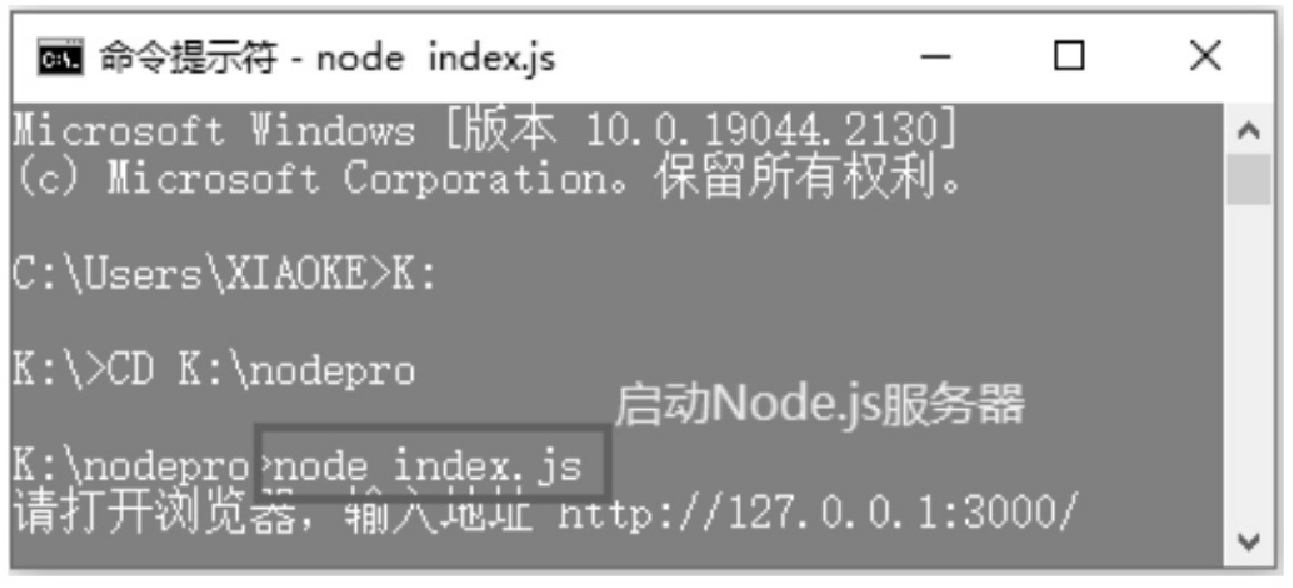 命令提示符 - node index.js
Microsoft Windows [版本 10.0.19044.2130]
(c) Microsoft Corporation。保留所有权利。
C:\Users\XIAOKE>K:
K:\>CD K:\nodepro
启动Node.js服务器
K:\nodepro>node index.js
请打开浏览器，输入地址 http://127.0.0.1:3000/